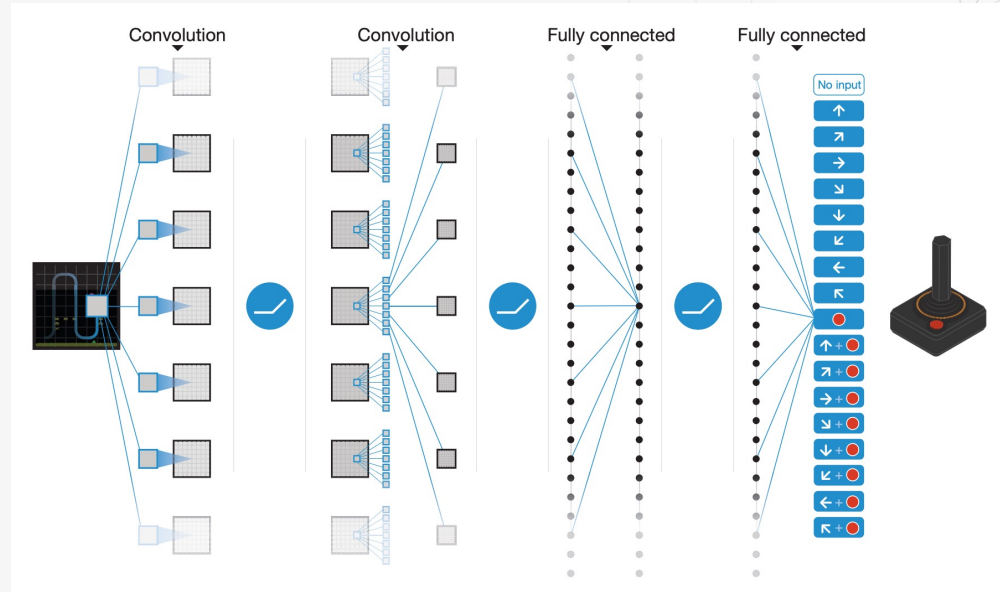 Convolution
Convolution
Fully connected
Fully connected
No input
+
+
+
+
+
+
+
+